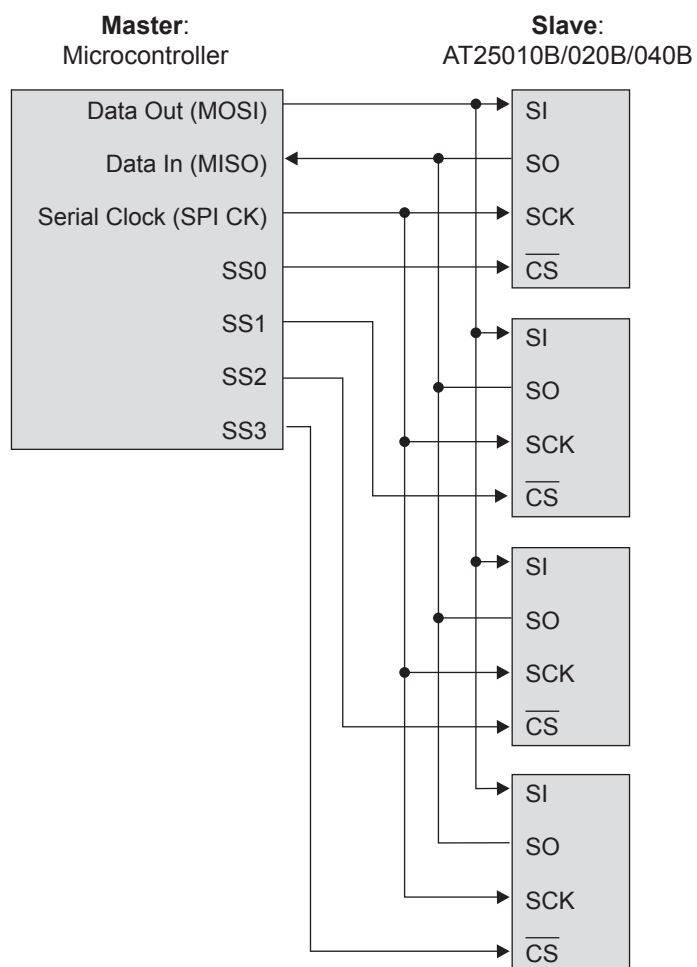 Master:
Microcontroller
Slave:
AT25010B/020B/040B
Data Out (MOSI)
Data In (MISO)
Serial Clock (SPI CK)
SS0
SS1
SS2
SS3
SI
SO
SCK
CS
SI
SO
SCK
CS
SI
SO
SCK
CS
SI
SO
SCK
CS